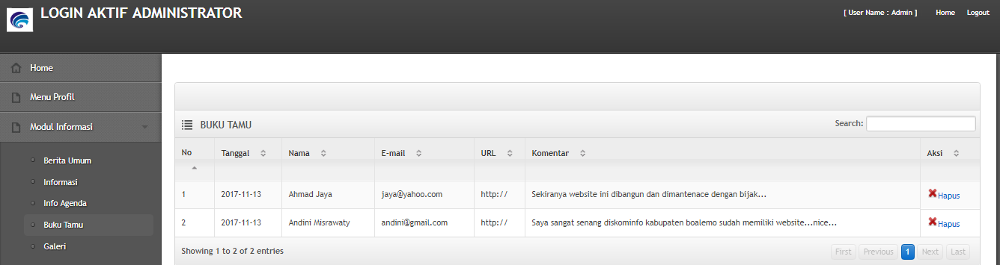 LOGIN AKTIF ADMINISTRATOR
[ User Name : Admin ] Home Logout
Home
Menu Profil
Modul Informasi
Berita Umum
Informasi
Info Agenda
Buku Tamu
Galeri
BUKU TAMU Search:
No Tanggal Nama E-mail URL Komentar Aksi
1 2017-11-13 Ahmad Jaya jaya@yahoo.com http:// Sekiranya website ini dibangun dan dimantenace dengan bijak... Hapus
2 2017-11-13 Andini Misrawaty andini@gmail.com http:// Saya sangat senang diskominfo kabupaten boalemo sudah memiliki website...nice... Hapus
Showing 1 to 2 of 2 entries First Previous 1 Next Last